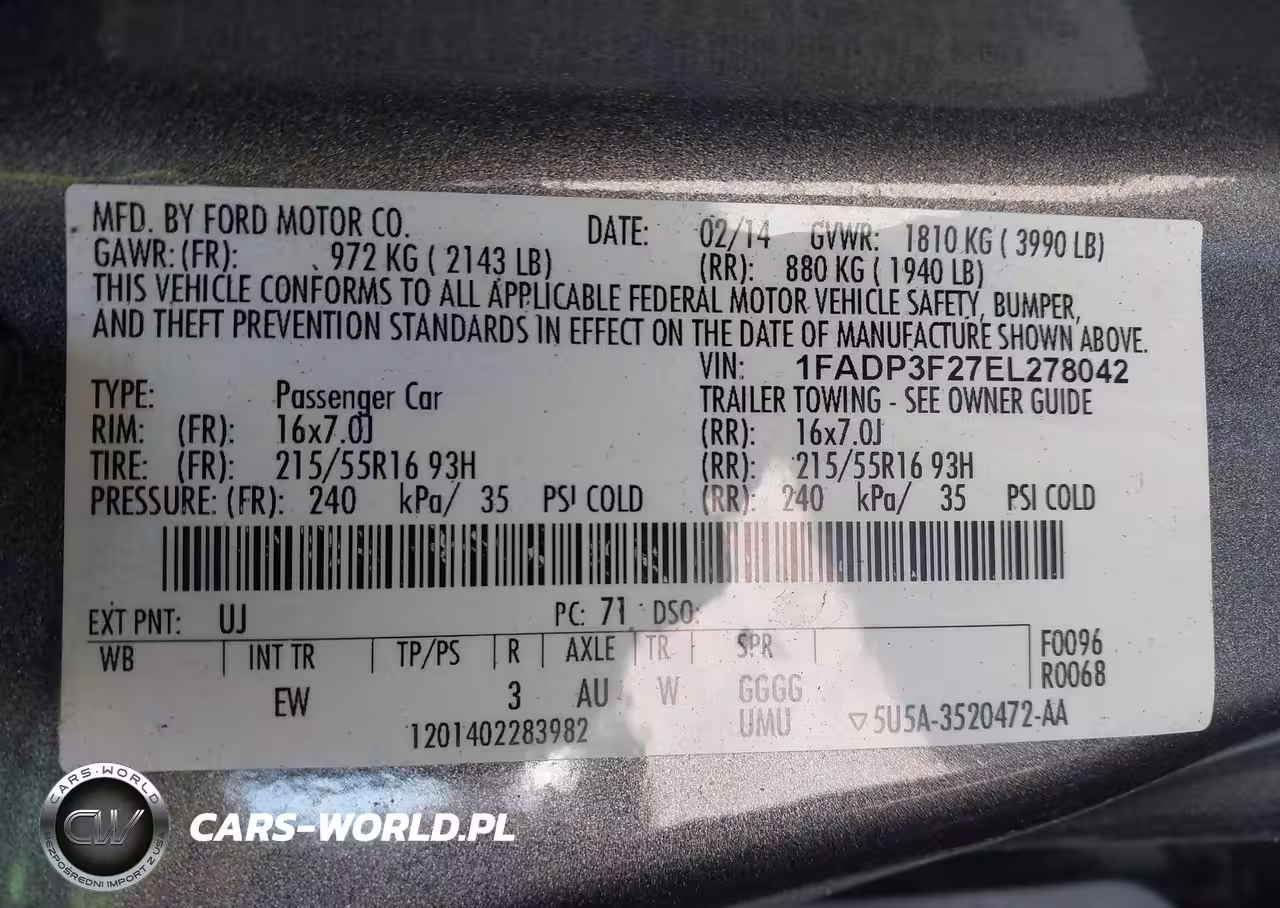 MFD. BY FORD MOTOR CO. DATE: 02/14 GVWR: 1810 KG ( 3990 LB)
GAWR: (FR): 972 KG ( 2143 LB) (RR): 880 KG ( 1940 LB)
THIS VEHICLE CONFORMS TO ALL APPLICABLE FEDERAL MOTOR VEHICLE SAFETY, BUMPER,
AND THEFT PREVENTION STANDARDS IN EFFECT ON THE DATE OF MANUFACTURE SHOWN ABOVE.
VIN: 1FADP3F27EL278042
TYPE: Passenger Car TRAILER TOWING - SEE OWNER GUIDE
RIM: (FR): 16x7.0J (RR): 16x7.0J
TIRE: (FR): 215/55R16 93H (RR): 215/55R16 93H
PRESSURE: (FR): 240 kPa/ 35 PSI COLD (RR): 240 kPa/ 35 PSI COLD
EXT PNT: UJ PC: 71 DSO:
WB INT TR TP/PS R AXLE TR SPR F0096
R0068
EW 3 AU W GGGG
1201402283982 UMU ▽5U5A-3520472-AA
CARS-WORLD
CW
BEZPOŚREDNI IMPORT Z USA
CARS-WORLD.PL